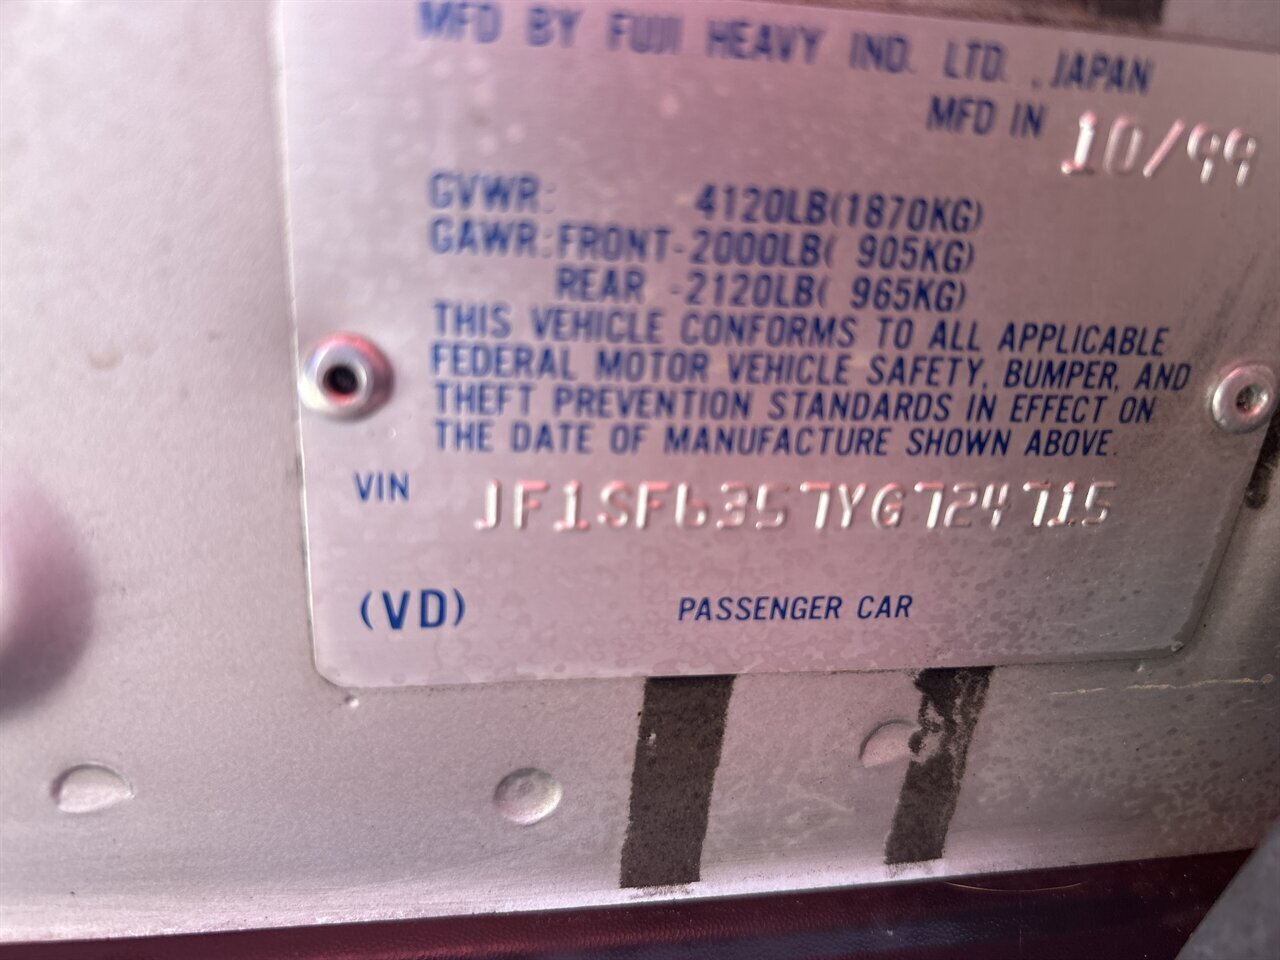 MFD BY FUJI HEAVY IND. LTD. , JAPAN
MFD IN 10/99
GVWR: 4120LB(1870KG)
GAWR:FRONT-2000LB( 905KG)
REAR -2120LB( 965KG)
THIS VEHICLE CONFORMS TO ALL APPLICABLE
FEDERAL MOTOR VEHICLE SAFETY, BUMPER, AND
THEFT PREVENTION STANDARDS IN EFFECT ON
THE DATE OF MANUFACTURE SHOWN ABOVE.
VIN JF1SF6357YG724715
(VD) PASSENGER CAR